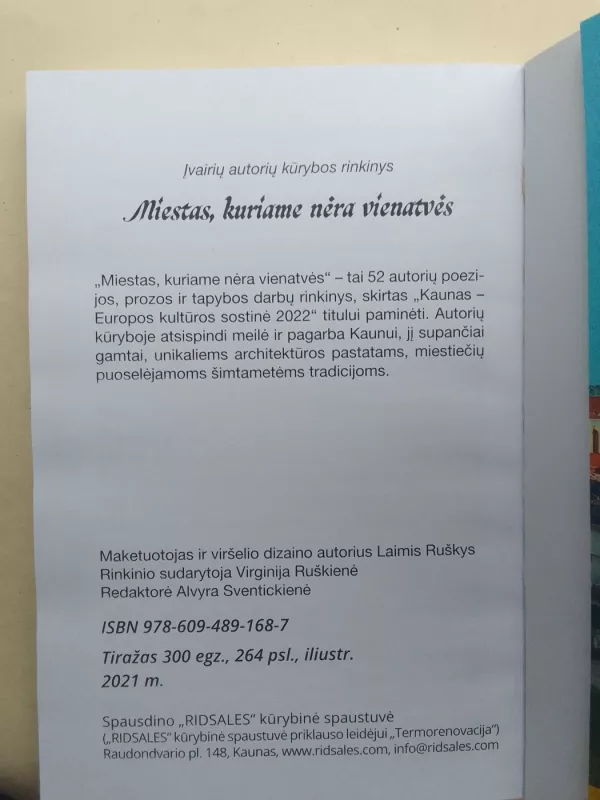 Įvairių autorių kūrybos rinkinys
Miestas, kuriame nėra vienatvės
„Miestas, kuriame nėra vienatvės“ – tai 52 autorių poezi-
jos, prozos ir tapybos darbų rinkinys, skirtas „Kaunas –
Europos kultūros sostinė 2022“ titului paminėti. Autorių
kūryboje atsispindi meilė ir pagarba Kaunui, jį supančiai
gamtai, unikaliems architektūros pastatams, miestiečių
puoselėjamoms šimtametėms tradicijoms.
Maketuotojas ir viršelio dizaino autorius Laimis Ruškys
Rinkinio sudarytoja Virginija Ruškienė
Redaktorė Alvyra Sventickienė
ISBN 978-609-489-168-7
Tiražas 300 egz., 264 psl., iliustr.
2021 m.
Spausdino „RIDSALES“ kūrybinė spaustuvė
(„RIDSALES“ kūrybinė spaustuvė priklauso leidėjui „Termorenovacija“)
Raudondvario pl. 148, Kaunas, www.ridsales.com, info@ridsales.com